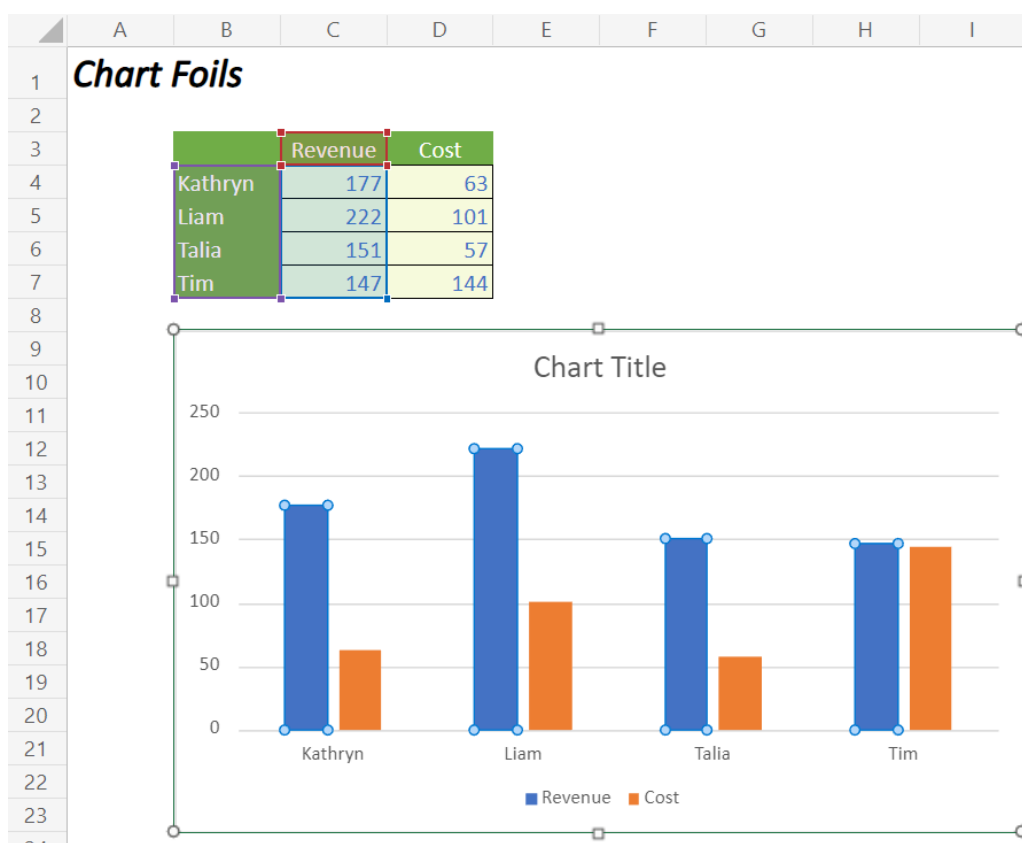 A B C D E F G H I
1 Chart Foils
2
3 Revenue Cost
4 Kathryn 177 63
5 Liam 222 101
6 Talia 151 57
7 Tim 147 144
8
9
10 Chart Title
11 250
12
13 200
14
15 150
16
17 100
18
19 50
20
21 0
Kathryn Liam Talia Tim
22
23 Revenue Cost